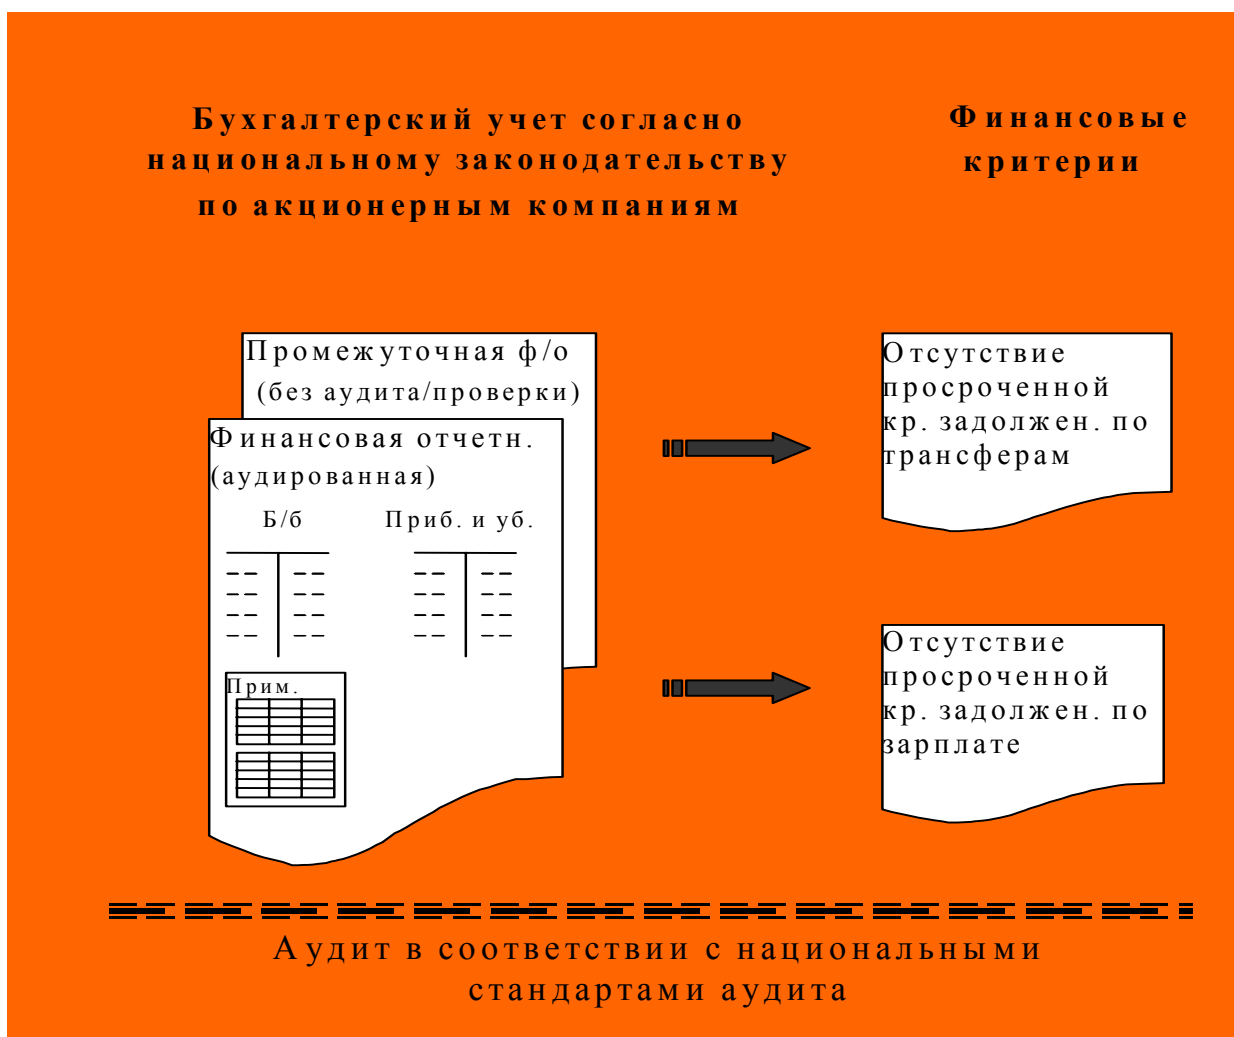 Бухгалтерский учет согласно
национальному законодательству
по акционерным компаниям
Финансовые
критерии
Промежуточная ф/о
(без аудита/проверки)
Финансовая отчетн.
(аудированная)
Б/б Приб. и уб.
Прим.
Отсутствие
просроченной
кр. задолжен. по
трансферам
Отсутствие
просроченной
кр. задолжен. по
зарплате
Аудит в соответствии с национальными
стандартами аудита